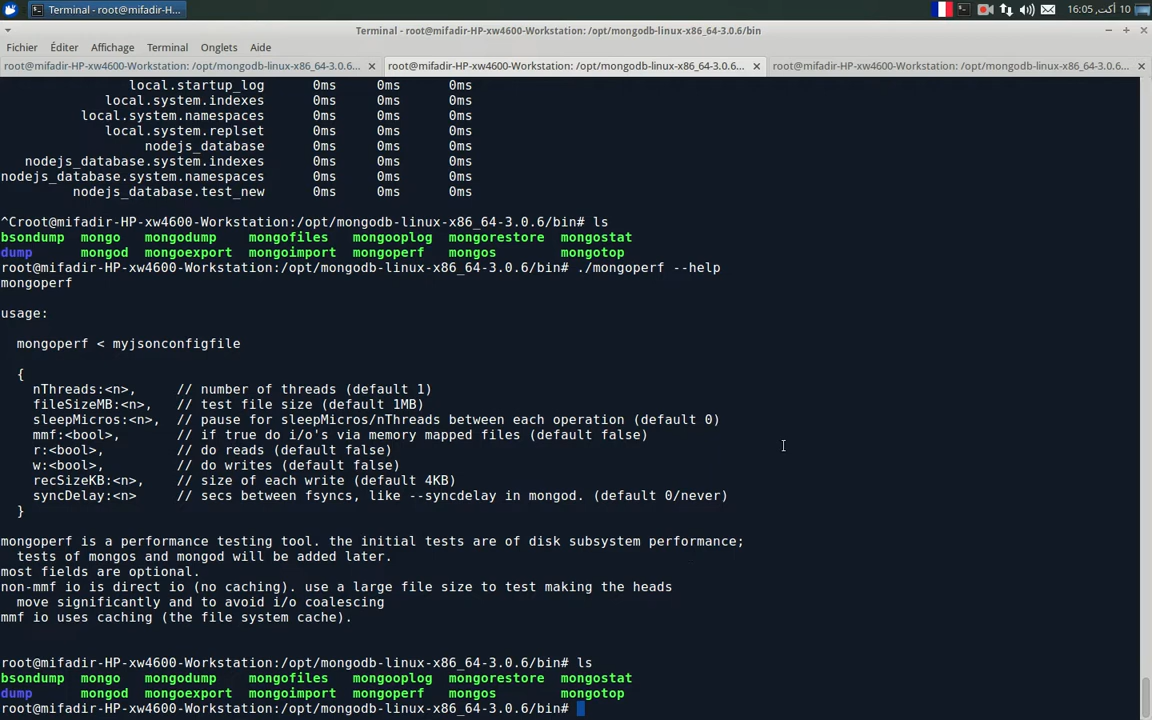 Terminal - root@mifadir-H...
16:05 ,10 أكت
Terminal - root@mifadir-HP-xw4600-Workstation: /opt/mongodb-linux-x86_64-3.0.6/bin
Fichier Éditer Affichage Terminal Onglets Aide
root@mifadir-HP-xw4600-Workstation: /opt/mongodb-linux-x86_64-3.0.6... root@mifadir-HP-xw4600-Workstation: /opt/mongodb-linux-x86_64-3.0.6... root@mifadir-HP-xw4600-Workstation: /opt/mongodb-linux-x86_64-3.0.6...
local.startup_log 0ms 0ms 0ms
local.system.indexes 0ms 0ms 0ms
local.system.namespaces 0ms 0ms 0ms
local.system.replset 0ms 0ms 0ms
nodejs_database 0ms 0ms 0ms
nodejs_database.system.indexes 0ms 0ms 0ms
nodejs_database.system.namespaces 0ms 0ms 0ms
nodejs_database.test_new 0ms 0ms 0ms
^Croot@mifadir-HP-xw4600-Workstation:/opt/mongodb-linux-x86_64-3.0.6/bin# ls
bsondump mongo mongodump mongofiles mongooplog mongorestore mongostat
dump mongod mongoexport mongoimport mongoperf mongos mongotop
root@mifadir-HP-xw4600-Workstation:/opt/mongodb-linux-x86_64-3.0.6/bin# ./mongoperf --help
mongoperf
usage:
mongoperf < myjsonconfigfile
{
nThreads:<n>, // number of threads (default 1)
fileSizeMB:<n>, // test file size (default 1MB)
sleepMicros:<n>, // pause for sleepMicros/nThreads between each operation (default 0)
mmf:<bool>, // if true do i/o's via memory mapped files (default false)
r:<bool>, // do reads (default false)
w:<bool>, // do writes (default false)
recSizeKB:<n>, // size of each write (default 4KB)
syncDelay:<n> // secs between fsyncs, like --syncdelay in mongod. (default 0/never)
}
mongoperf is a performance testing tool. the initial tests are of disk subsystem performance;
tests of mongos and mongod will be added later.
most fields are optional.
non-mmf io is direct io (no caching). use a large file size to test making the heads
move significantly and to avoid i/o coalescing
mmf io uses caching (the file system cache).
root@mifadir-HP-xw4600-Workstation:/opt/mongodb-linux-x86_64-3.0.6/bin# ls
bsondump mongo mongodump mongofiles mongooplog mongorestore mongostat
dump mongod mongoexport mongoimport mongoperf mongos mongotop
root@mifadir-HP-xw4600-Workstation:/opt/mongodb-linux-x86_64-3.0.6/bin#